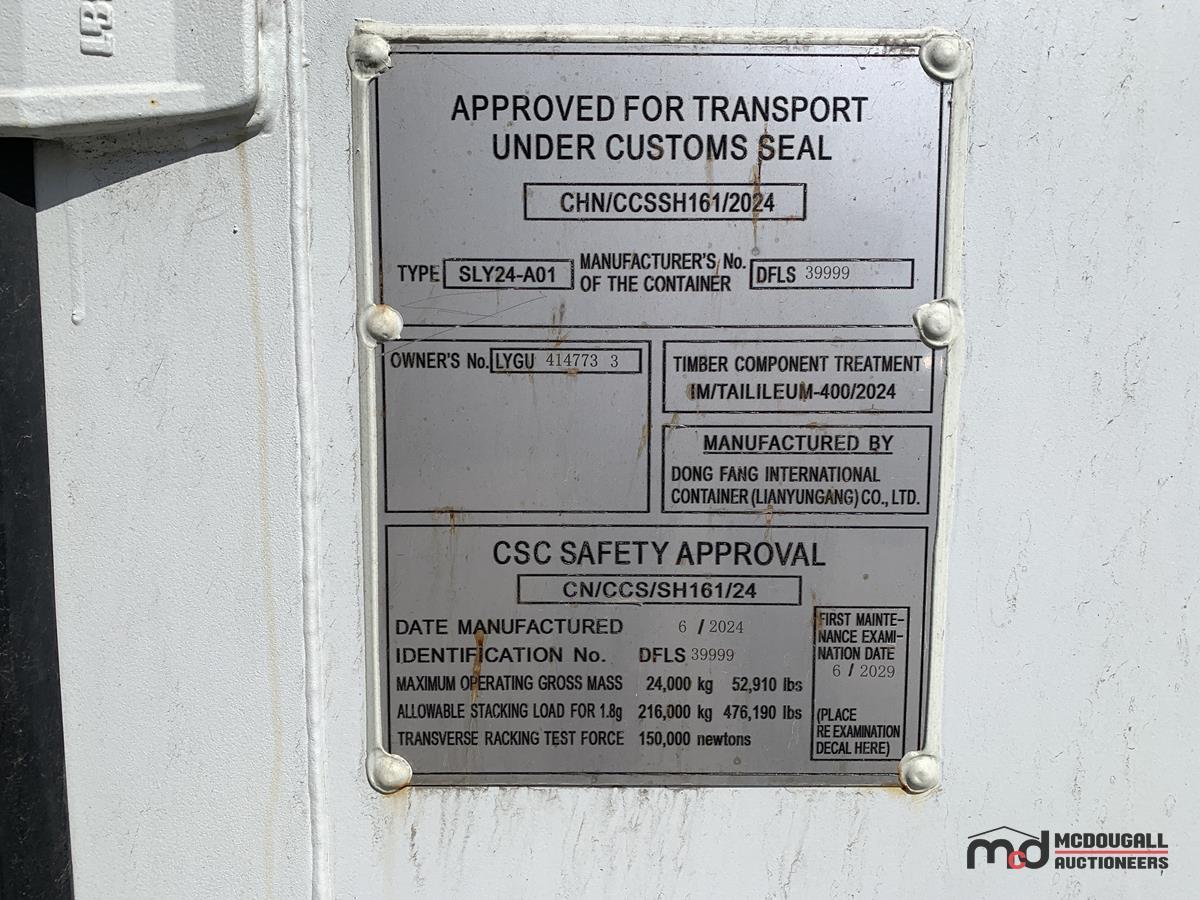 APPROVED FOR TRANSPORT
UNDER CUSTOMS SEAL
CHN/CCSSH161/2024
TYPE SLY24-A01 MANUFACTURER'S No. OF THE CONTAINER DFLS 39999
OWNER'S No. LYGU 414773 3
TIMBER COMPONENT TREATMENT
IM/TAILILEUM-400/2024
MANUFACTURED BY
DONG FANG INTERNATIONAL
CONTAINER (LIANYUNGANG) CO., LTD.
CSC SAFETY APPROVAL
CN/CCS/SH161/24
DATE MANUFACTURED 6 / 2024
IDENTIFICATION No. DFLS 39999
MAXIMUM OPERATING GROSS MASS 24,000 kg 52,910 lbs
ALLOWABLE STACKING LOAD FOR 1.8g 216,000 kg 476,190 lbs
TRANSVERSE RACKING TEST FORCE 150,000 newtons
FIRST MAINTE-
NANCE EXAMI-
NATION DATE
6 / 2029
(PLACE
RE EXAMINATION
DECAL HERE)
mcd MCDOUGALL
AUCTIONEERS